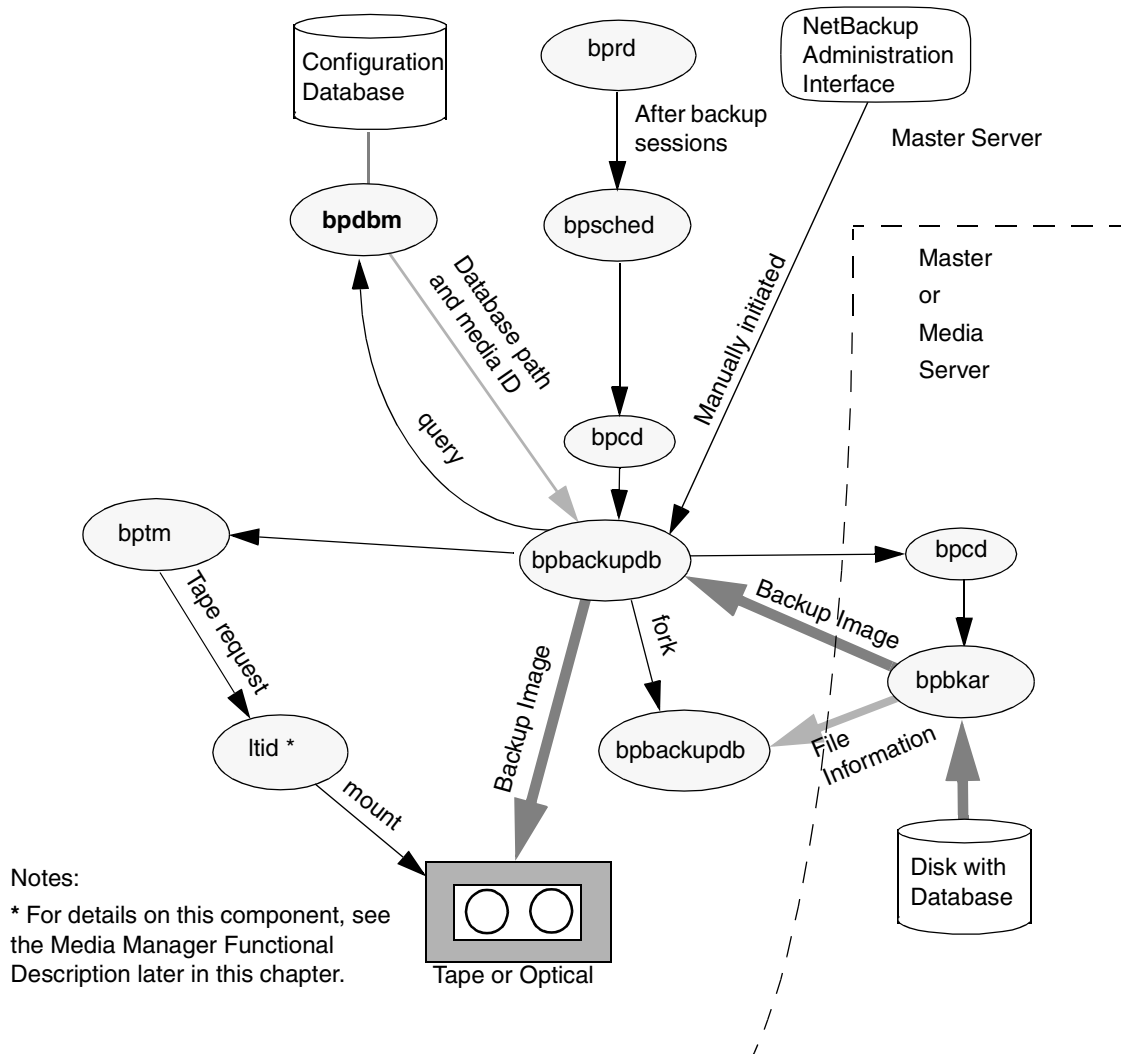 Configuration
Database
bprd
NetBackup
Administration
Interface
After backup
sessions
Master Server
bpdbm
bpsched
Master
or
Media
Server
Database path
and media ID
Manually initiated
query
bpcd
bptm
bpbackupdb
bpcd
Tape request
Backup Image
fork
Backup Image
bpbkar
ltid *
bpbackupdb
File
Information
mount
Disk with
Database
Notes:
* For details on this component, see
the Media Manager Functional
Description later in this chapter.
Tape or Optical